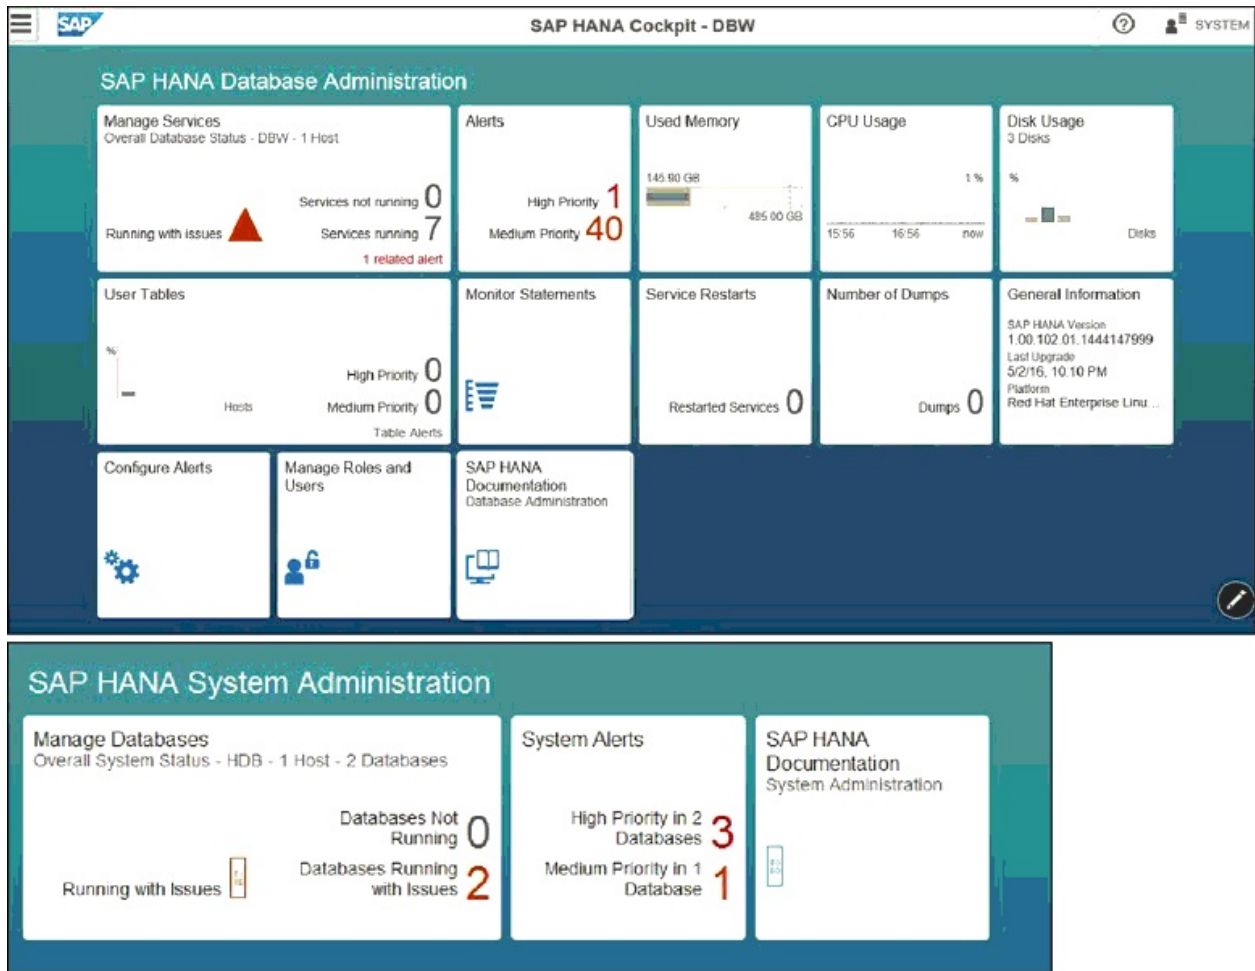 SAP
SAP HANA Cockpit - DBW
SYSTEM
SAP HANA Database Administration
Manage Services
Overall Database Status - DBW - 1 Host
Services not running 0
Running with issues
Services running 7
1 related alert
Alerts
High Priority 1
Medium Priority 40
Used Memory
145.90 GB
485.00 GB
CPU Usage
1 %
15:56 16:56 now
Disk Usage
3 Disks
%
Disks
User Tables
%
Hosts
High Priority 0
Medium Priority 0
Table Alerts
Monitor Statements
Service Restarts
Restarted Services 0
Number of Dumps
Dumps 0
General Information
SAP HANA Version
1.00.102.01.1444147999
Last Upgrade
5/2/16, 10:10 PM
Platform
Red Hat Enterprise Linu...
Configure Alerts
Manage Roles and
Users
SAP HANA
Documentation
Database Administration
SAP HANA System Administration
Manage Databases
Overall System Status - HDB - 1 Host - 2 Databases
Databases Not
Running 0
Running with Issues
Databases Running
with issues 2
System Alerts
High Priority in 2
Databases 3
Medium Priority in 1
Database 1
SAP HANA
Documentation
System Administration